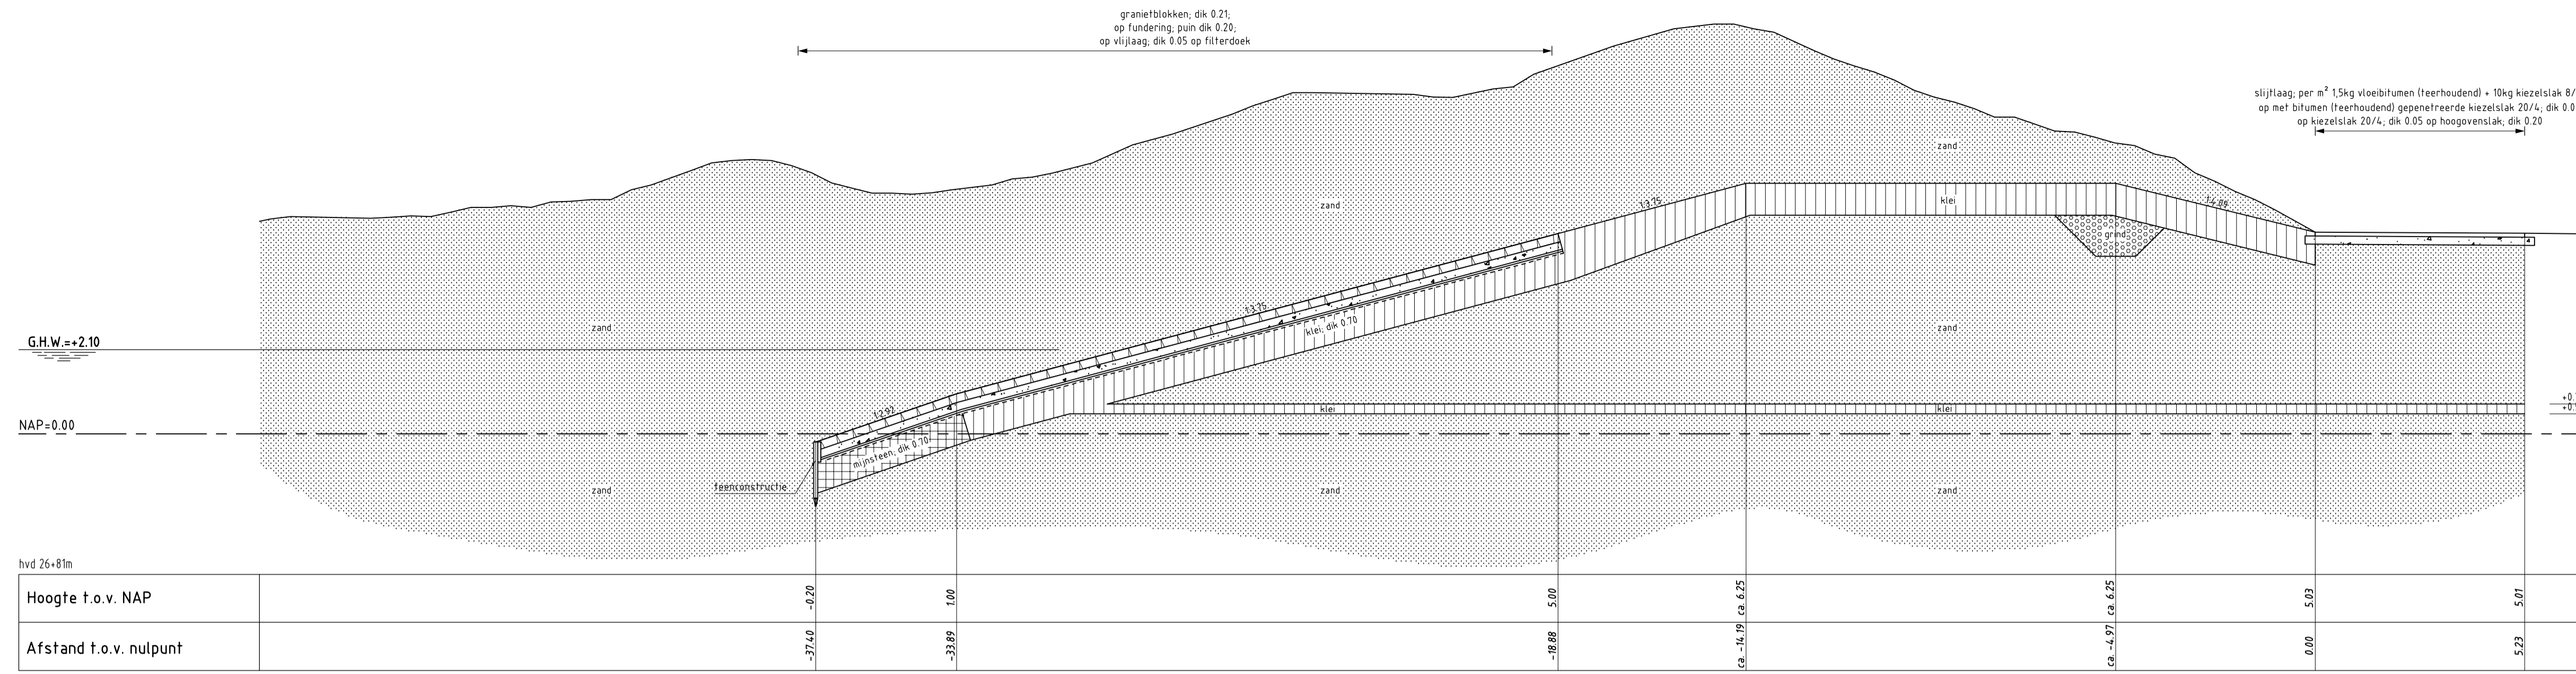 granietblokken; dik 0.21;
op fundering; puin dik 0.20;
op vlijlaag; dik 0.05 op filterdoek
slijtlaag; per m² 1,5kg vloeibitumen (teerhoudend) + 10kg kiezelslak 8/
op met bitumen (teerhoudend) gepenetreerde kiezelslak 20/4; dik 0.0
op kiezelslak 20/4; dik 0.05 op hoogovenslak; dik 0.20
zand
klei
1:3.75
1:4.09
zand
grind
1:3.75
klei; dik 0.70
zand
zand
G.H.W.=+2.10
1:2.92
klei
klei
NAP=0.00
mijnsteen; dik 0.70
teenconstructie
zand
zand
zand
hvd 26+81m
Hoogte t.o.v. NAP
-0.20
1.00
5.00
ca. 6.25
ca. 6.25
5.03
5.01
Afstand t.o.v. nulpunt
-37.40
-33.89
-18.88
ca. -14.19
ca. -4.97
0.00
5.23